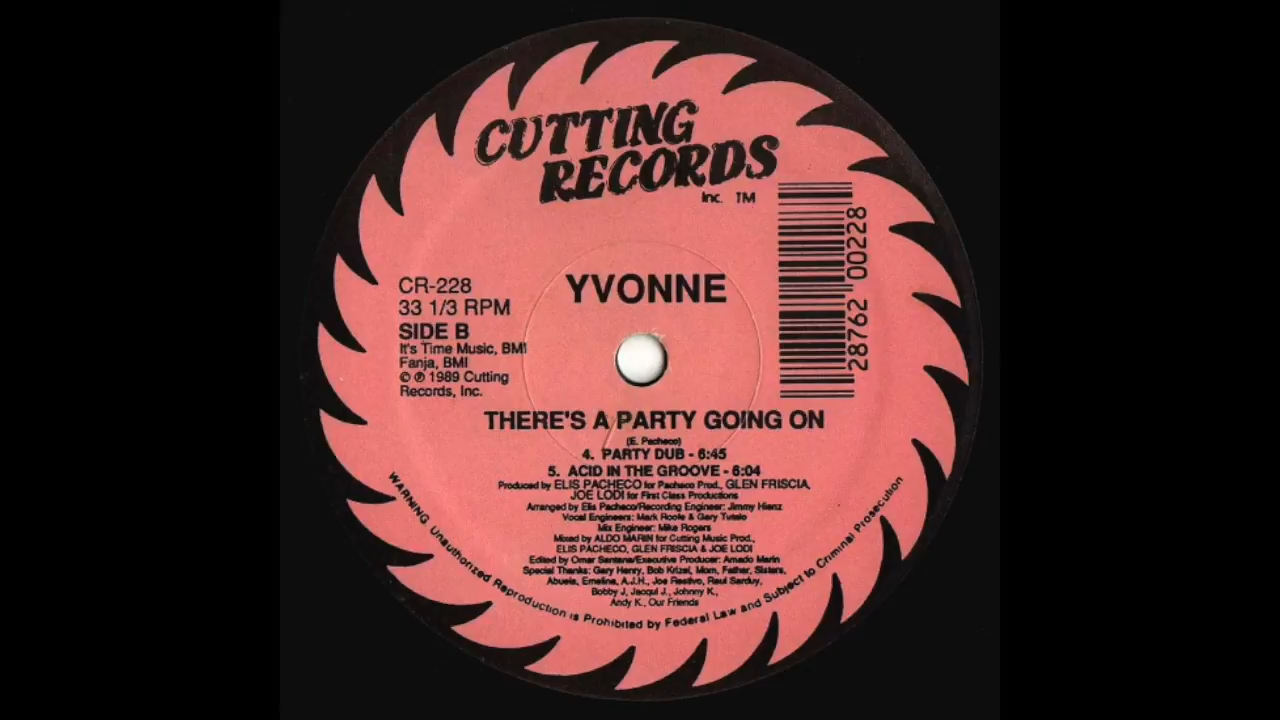 CUTTING
RECORDS
Inc. TM
28762 00228
YVONNE
CR-228
33 1/3 RPM
SIDE B
It's Time Music, BMI
Fanja, BMI
© ℗ 1989 Cutting
Records, Inc.
THERE'S A PARTY GOING ON
(E. Pacheco)
4. PARTY DUB - 6:45
5. ACID IN THE GROOVE - 6:04
Produced by ELIS PACHECO for Pacheco Prod., GLEN FRISCIA,
JOE LODI for First Class Productions
Arranged by Elis Pacheco/Recording Engineer: Jimmy Hienz
Vocal Engineers: Mark Roofe & Gary Tutalo
Mix Engineer: Mike Rogers
Mixed by ALDO MARIN for Cutting Music Prod.,
ELIS PACHECO, GLEN FRISCIA & JOE LODI
Edited by Omar Santana/Executive Producer: Amado Marin
Special Thanks: Gary Henry, Bob Krizel, Mom, Father, Sisters,
Abuela, Emelina, A.J.H., Joe Restivo, Raul Sarduy,
Bobby J, Jacqui J., Johnny K.,
Andy K., Our Friends
WARNING Unauthorized Reproduction is Prohibited by Federal Law and Subject to Criminal Prosecution